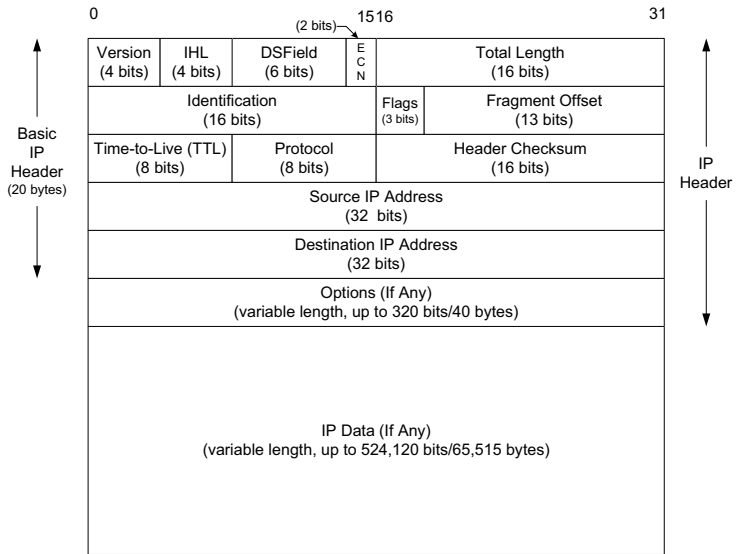 0 15 16 31
(2 bits)
Version
(4 bits)
IHL
(4 bits)
DSField
(6 bits)
E
C
N
Total Length
(16 bits)
Identification
(16 bits)
Flags
(3 bits)
Fragment Offset
(13 bits)
Time-to-Live (TTL)
(8 bits)
Protocol
(8 bits)
Header Checksum
(16 bits)
Source IP Address
(32 bits)
Destination IP Address
(32 bits)
Options (If Any)
(variable length, up to 320 bits/40 bytes)
IP Data (If Any)
(variable length, up to 524,120 bits/65,515 bytes)
Basic
IP
Header
(20 bytes)
IP
Header